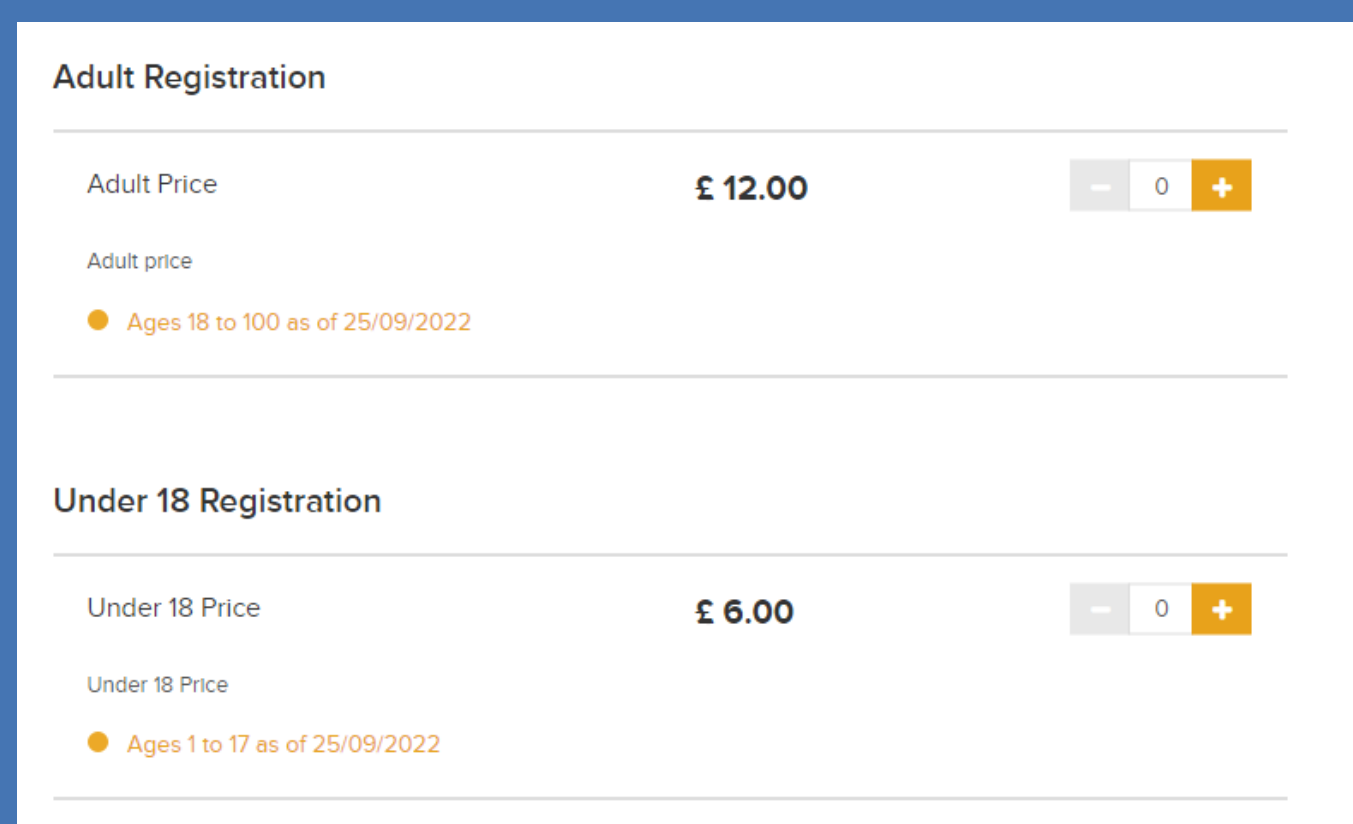 Adult Registration
Adult Price £ 12.00 − 0 +
Adult price
Ages 18 to 100 as of 25/09/2022
Under 18 Registration
Under 18 Price £ 6.00 − 0 +
Under 18 Price
Ages 1 to 17 as of 25/09/2022